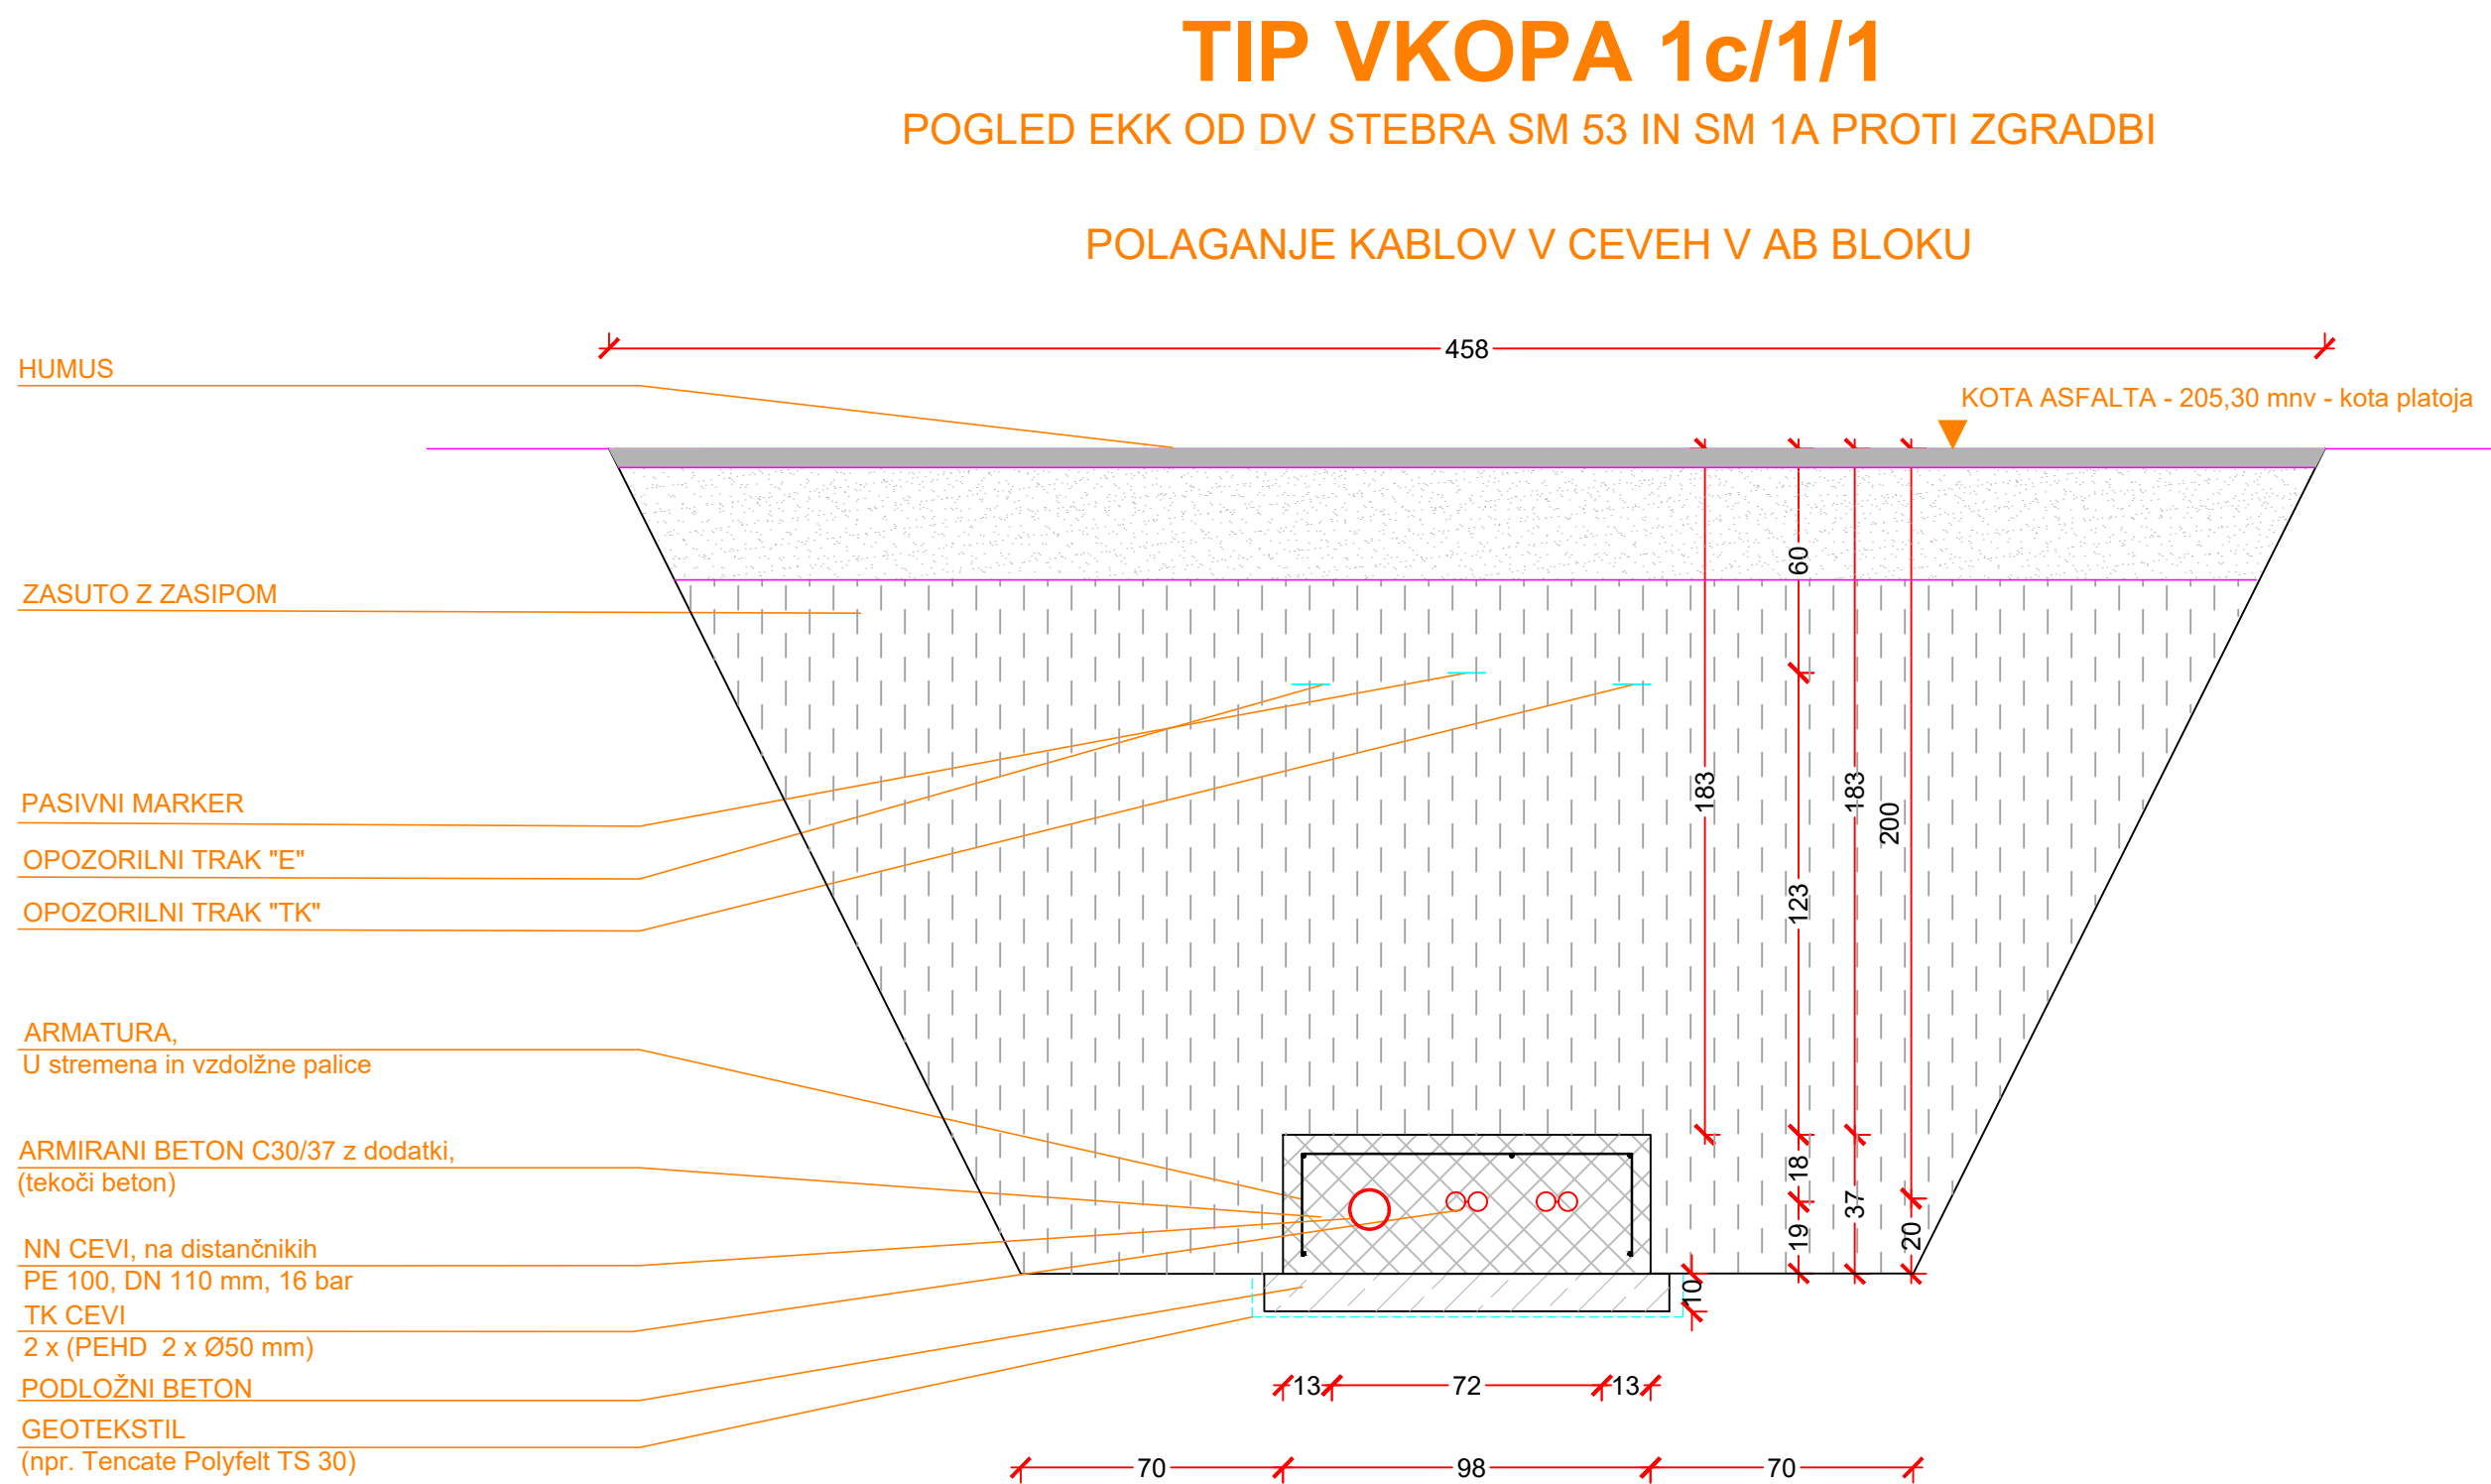 TIP VKOPA 1c/1/1
POGLED EKK OD DV STEBRA SM 53 IN SM 1A PROTI ZGRADBI
POLAGANJE KABLOV V CEVEH V AB BLOKU
458
HUMUS
KOTA ASFALTA - 205,30 mnv - kota platoja
60
ZASUTO Z ZASIPOM
183
183
200
PASIVNI MARKER
OPOZORILNI TRAK "E"
123
OPOZORILNI TRAK "TK"
ARMATURA,
U stremena in vzdolžne palice
ARMIRANI BETON C30/37 z dodatki,
(tekoči beton)
18
37
19
20
NN CEVI, na distančnikih
PE 100, DN 110 mm, 16 bar
10
TK CEVI
2 x (PEHD 2 x Ø50 mm)
PODLOŽNI BETON
13
72
13
GEOTEKSTIL
(npr. Tencate Polyfelt TS 30)
70
98
70